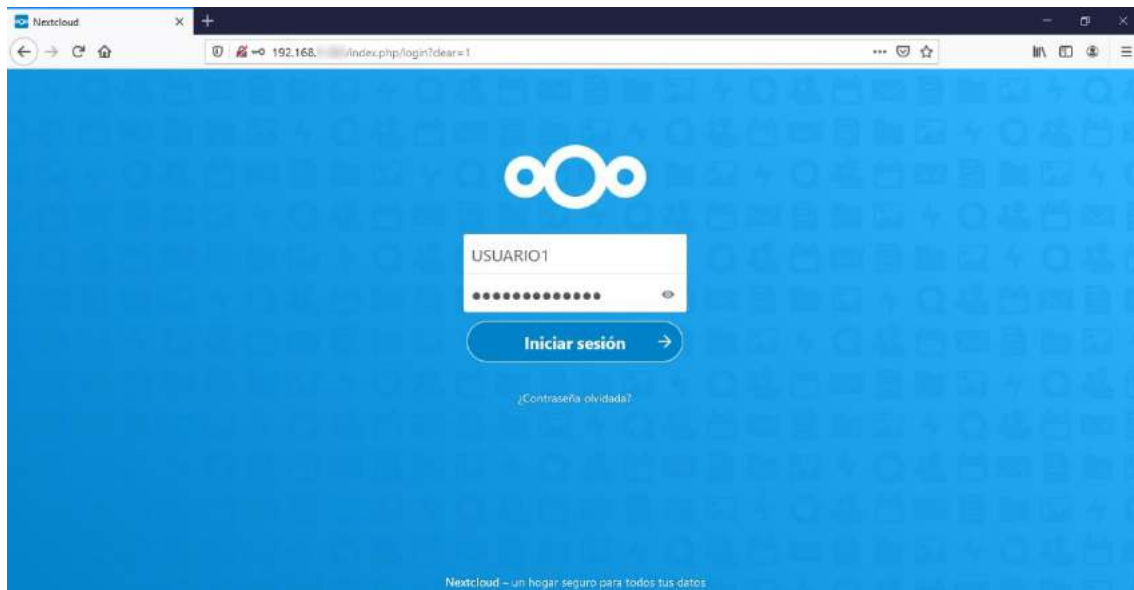 Nextcloud
192.168. /index.php/login?clear=1
USUARIO1
Iniciar sesión
¿Contraseña olvidada?
Nextcloud – un hogar seguro para todos tus datos